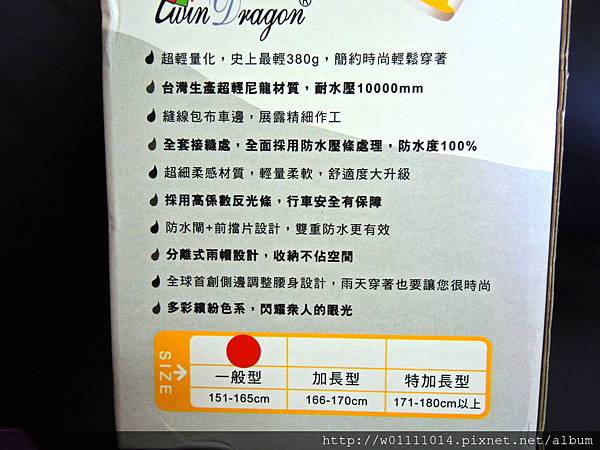 twin Dragon®
超輕量化，史上最輕380g，簡約時尚輕鬆穿著
台灣生產超輕尼龍材質，耐水壓10000mm
縫線包布車邊，展露精細作工
全套接縫處，全面採用防水壓條處理，防水度100%
超細柔感材質，輕量柔軟，舒適度大升級
採用高係數反光條，行車安全有保障
防水閘+前擋片設計，雙重防水更有效
分離式雨帽設計，收納不佔空間
全球首創側邊調整腰身設計，雨天穿著也要讓您很時尚
多彩繽紛色系，閃耀衆人的眼光
SIZE
一般型 加長型 特加長型
151-165cm 166-170cm 171-180cm以上
http://w01111014.pixnet.net/album